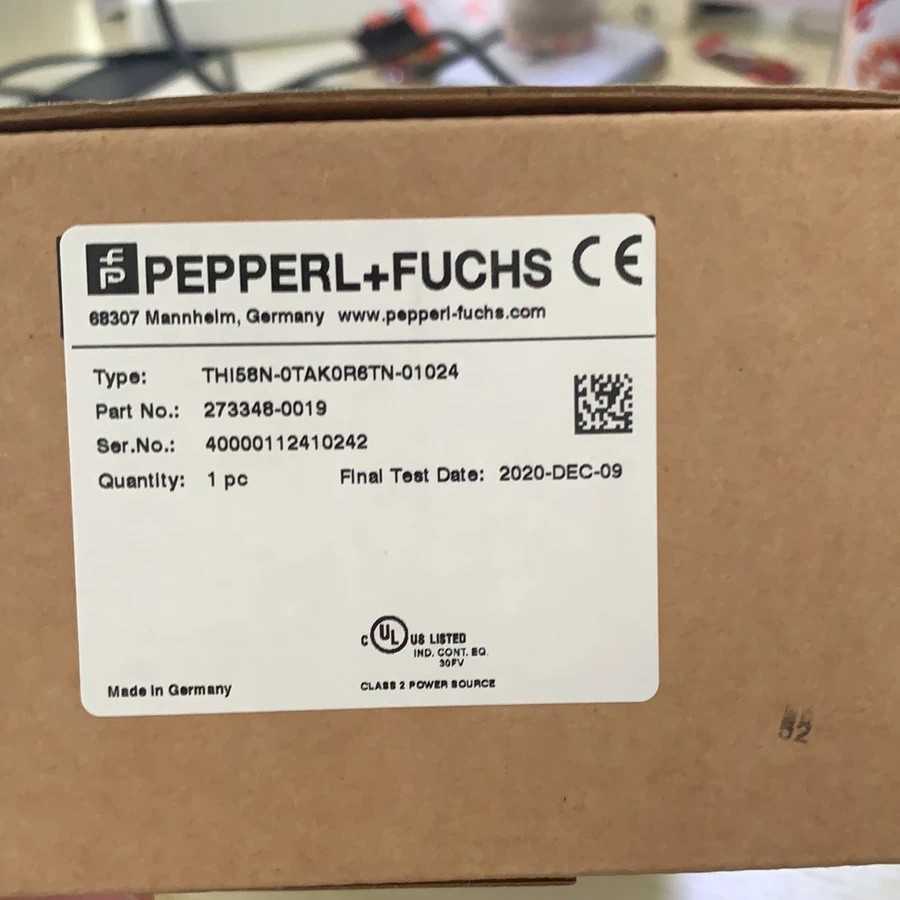 PEPPERL+FUCHS CE
68307 Mannheim, Germany www.pepperl-fuchs.com
Type: THI58N-0TAK0R6TN-01024
Part No.: 273348-0019
Ser.No.: 40000112410242
Quantity: 1 pc Final Test Date: 2020-DEC-09
c UL US LISTED
IND. CONT. EQ.
30FV
Made in Germany CLASS 2 POWER SOURCE